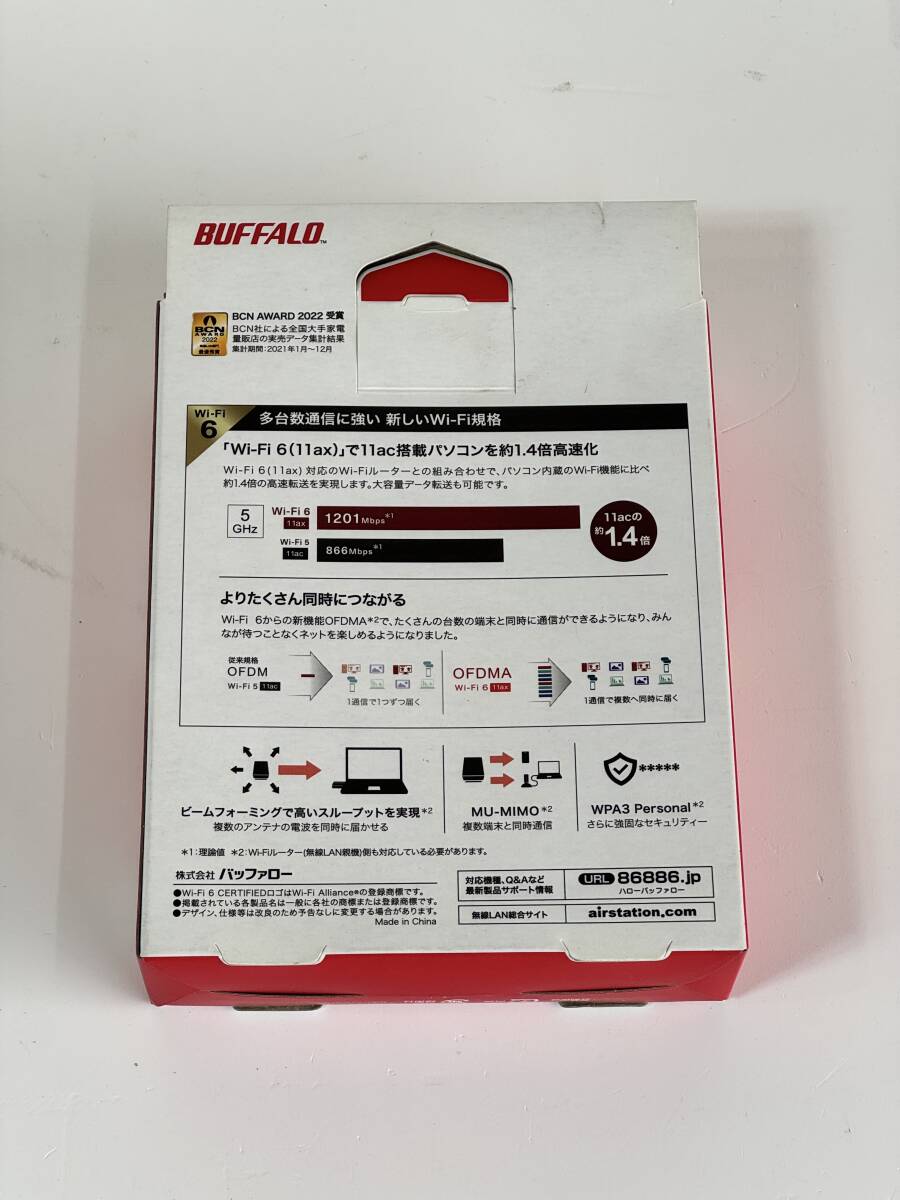 BUFFALO™
BCN AWARD 2022 受賞
BCN社による全国大手家電
量販店の実売データ集計結果
集計期間:2021年1月〜12月
BCN
AWARD
2022
最優秀賞
Wi-Fi
6
多台数通信に強い 新しいWi-Fi規格
「Wi-Fi 6(11ax)」で11ac搭載パソコンを約1.4倍高速化
Wi-Fi 6(11ax) 対応のWi-Fiルーターとの組み合わせで、パソコン内蔵のWi-Fi機能に比べ
約1.4倍の高速転送を実現します。大容量データ転送も可能です。
5
GHz
Wi-Fi 6
11ax
1201Mbps*1
Wi-Fi 5
11ac
866Mbps*1
11acの
約1.4倍
よりたくさん同時につながる
Wi-Fi 6からの新機能OFDMA*2で、たくさんの台数の端末と同時に通信ができるようになり、みん
なが待つことなくネットを楽しめるようになりました。
従来規格
OFDM
Wi-Fi 5 11ac
1通信で1つずつ届く
OFDMA
Wi-Fi 6 11ax
1通信で複数へ同時に届く
ビームフォーミングで高いスループットを実現*2
複数のアンテナの電波を同時に届かせる
MU-MIMO*2
複数端末と同時通信
*****
WPA3 Personal*2
さらに強固なセキュリティー
*1:理論値 *2:Wi-Fiルーター(無線LAN親機)側も対応している必要があります。
株式会社 バッファロー
●Wi-Fi 6 CERTIFIEDロゴはWi-Fi Alliance®の登録商標です。
●掲載されている各製品名は一般に各社の商標または登録商標です。
●デザイン、仕様等は改良のため予告なしに変更する場合があります。
Made in China
対応機種、Q&Aなど
最新製品サポート情報
URL 86886.jp
ハローバッファロー
無線LAN総合サイト
airstation.com